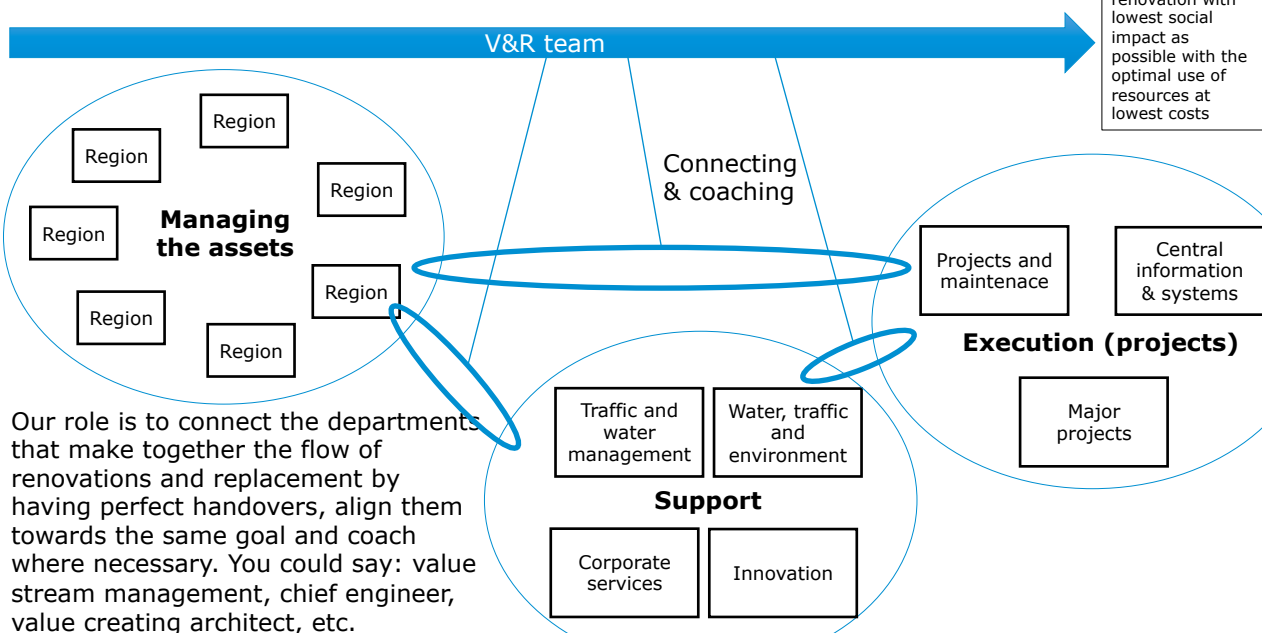 renovation with
lowest social
impact as
possible with the
optimal use of
resources at
lowest costs
V&R team
Region
Region
Region
Region
Region
Region
Region
Managing
the assets
Connecting
& coaching
Projects and
maintenace
Central
information
& systems
Execution (projects)
Major
projects
Traffic and
water
management
Water, traffic
and
environment
Support
Corporate
services
Innovation
Our role is to connect the departments
that make together the flow of
renovations and replacement by
having perfect handovers, align them
towards the same goal and coach
where necessary. You could say: value
stream management, chief engineer,
value creating architect, etc.